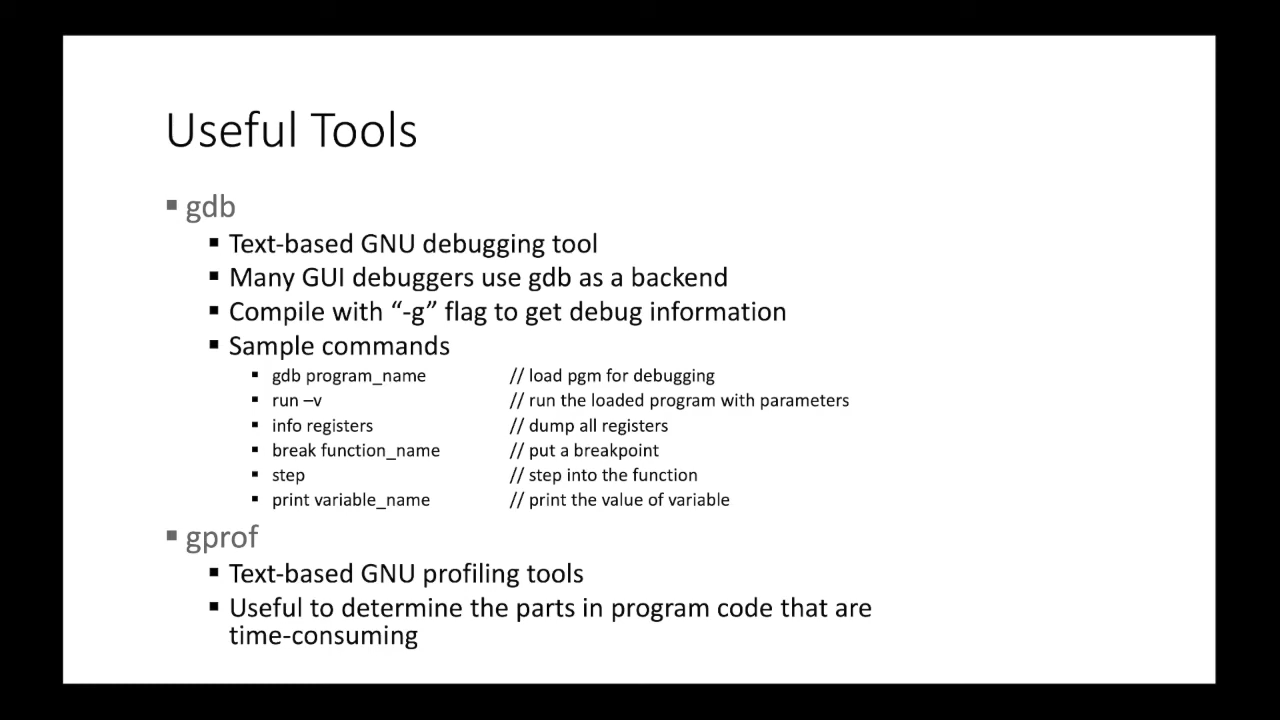 Useful Tools
▪ gdb
▪ Text-based GNU debugging tool
▪ Many GUI debuggers use gdb as a backend
▪ Compile with “-g” flag to get debug information
▪ Sample commands
▪ gdb program_name // load pgm for debugging
▪ run –v // run the loaded program with parameters
▪ info registers // dump all registers
▪ break function_name // put a breakpoint
▪ step // step into the function
▪ print variable_name // print the value of variable
▪ gprof
▪ Text-based GNU profiling tools
▪ Useful to determine the parts in program code that are
time-consuming